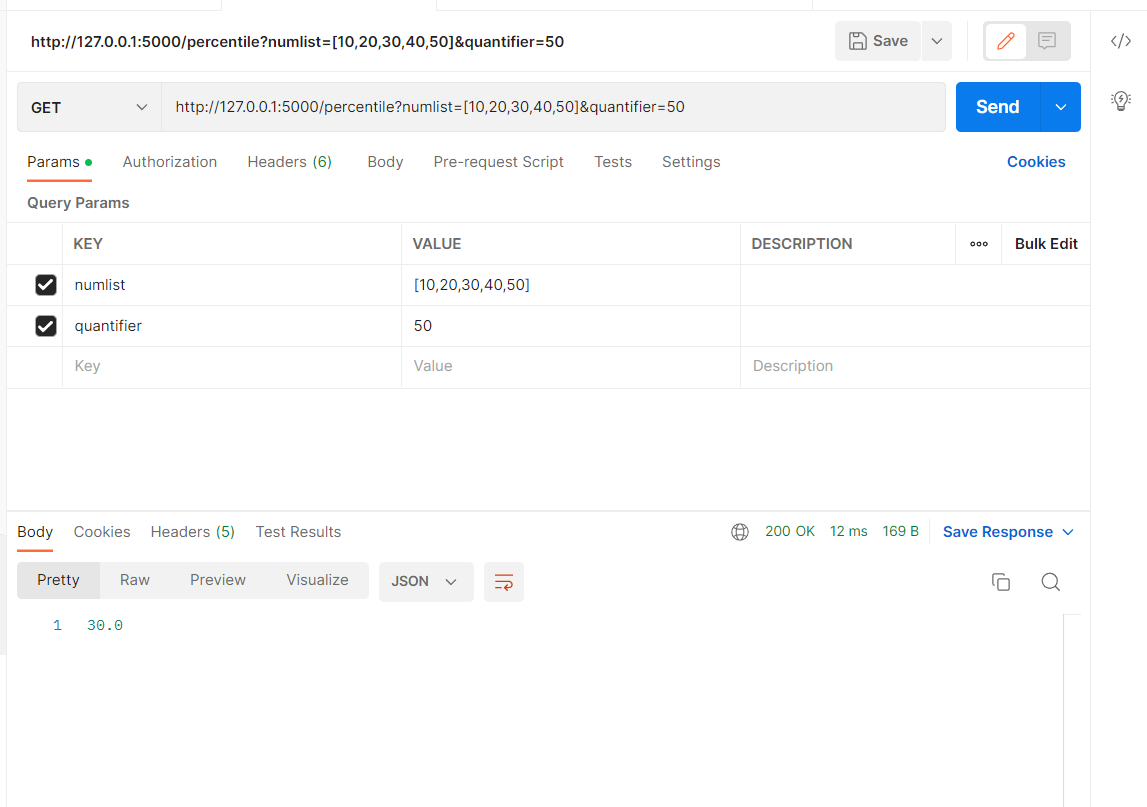 http://127.0.0.1:5000/percentile?numlist=[10,20,30,40,50]&quantifier=50
Save
GET
http://127.0.0.1:5000/percentile?numlist=[10,20,30,40,50]&quantifier=50
Send
Params Authorization Headers (6) Body Pre-request Script Tests Settings Cookies
Query Params
KEY VALUE DESCRIPTION Bulk Edit
numlist [10,20,30,40,50]
quantifier 50
Key Value Description
Body Cookies Headers (5) Test Results 200 OK 12 ms 169 B Save Response
Pretty Raw Preview Visualize JSON
1 30.0